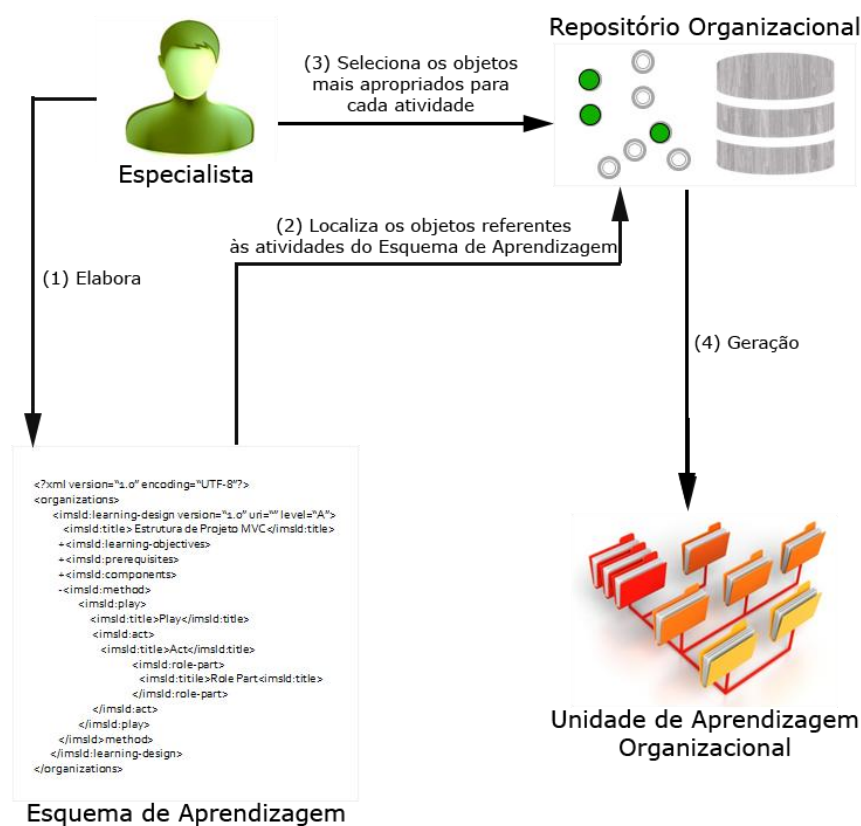 Repositório Organizacional
(3) Seleciona os objetos
mais apropriados para
cada atividade
Especialista
(2) Localiza os objetos referentes
às atividades do Esquema de Aprendizagem
(1) Elabora
(4) Geração
<?xml version="1.0" encoding="UTF-8"?>
<organizations>
<imsld:learning-design version="1.0" uri="" level="A">
<imsld:title> Estrutura de Projeto MVC</imsld:title>
+<imsld:learning-objectives>
+<imsld:prerequisites>
+<imsld:components>
-<imsld:method>
<imsld:play>
<imsld:title>Play</imsld:title>
<imsld:act>
<imsld:title>Act</imsld:title>
<imsld:role-part>
<imsld:titile>Role Part<imsld:title>
</imsld:role-part>
</imsld:act>
</imsld:play>
</imsld>method>
</imsld:learning-design>
</organizations>
Esquema de Aprendizagem
Unidade de Aprendizagem
Organizacional